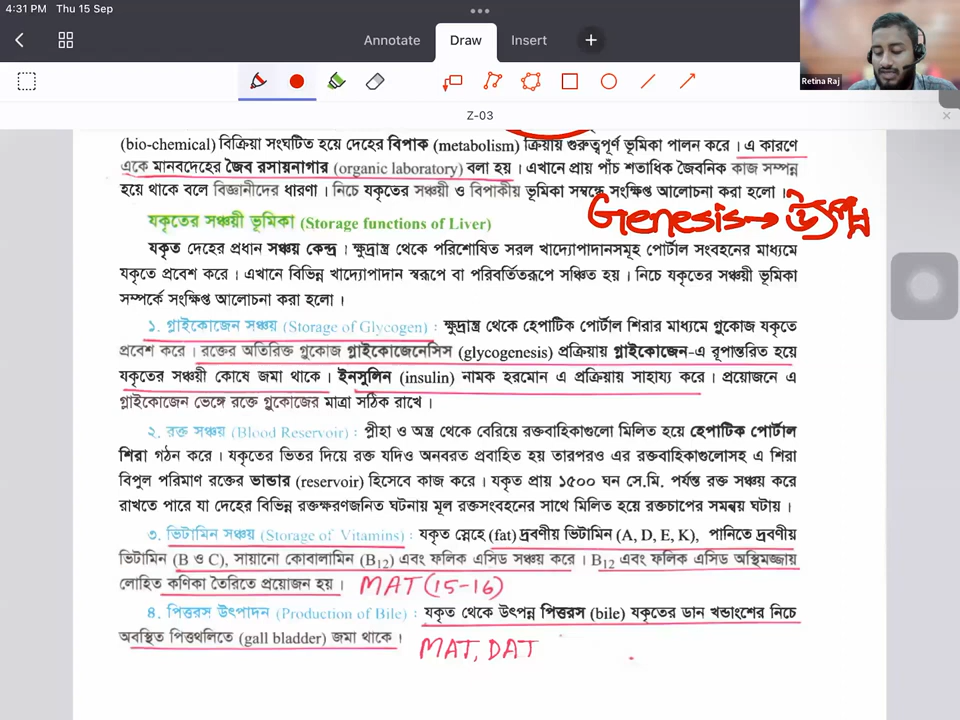 4:31 PM Thu 15 Sep
Annotate Draw Insert
Retina Raj
Z-03
(bio-chemical) বিক্রিয়া সংঘটিত হয়ে দেহের বিপাক (metabolism) ক্রিয়ায় গুরুত্বপূর্ণ ভূমিকা পালন করে। এ কারণে
একে মানবদেহের জৈব রসায়নাগার (organic laboratory) বলা হয়। এখানে প্রায় পাঁচ শতাধিক জৈবনিক কাজ সম্পন্ন
হয়ে থাকে বলে বিজ্ঞানীদের ধারণা। নিচে যকৃতের সঞ্চয়ী ও বিপাকীয় ভূমিকা সম্বন্ধে সংক্ষিপ্ত আলোচনা করা হলো।
Genesis→ উৎপন্ন
যকৃতের সঞ্চয়ী ভূমিকা (Storage functions of Liver)
যকৃত দেহের প্রধান সঞ্চয় কেন্দ্র। ক্ষুদ্রান্ত্র থেকে পরিশোষিত সরল খাদ্যোপাদানসমূহ পোর্টাল সংবহনের মাধ্যমে
যকৃতে প্রবেশ করে। এখানে বিভিন্ন খাদ্যোপাদান স্বরূপে বা পরিবর্তিতরূপে সঞ্চিত হয়। নিচে যকৃতের সঞ্চয়ী ভূমিকা
সম্পর্কে সংক্ষিপ্ত আলোচনা করা হলো।
১. গ্লাইকোজেন সঞ্চয় (Storage of Glycogen) : ক্ষুদ্রান্ত্র থেকে হেপাটিক পোর্টাল শিরার মাধ্যমে গ্লুকোজ যকৃতে
প্রবেশ করে। রক্তের অতিরিক্ত গ্লুকোজ গ্লাইকোজেনেসিস (glycogenesis) প্রক্রিয়ায় গ্লাইকোজেন-এ রূপান্তরিত হয়ে
যকৃতের সঞ্চয়ী কোষে জমা থাকে। ইনসুলিন (insulin) নামক হরমোন এ প্রক্রিয়ায় সাহায্য করে। প্রয়োজনে এ
গ্লাইকোজেন ভেঙ্গে রক্তে গ্লুকোজের মাত্রা সঠিক রাখে।
২. রক্ত সঞ্চয় (Blood Reservoir) : প্লীহা ও অন্ত্র থেকে বেরিয়ে রক্তবাহিকাগুলো মিলিত হয়ে হেপাটিক পোর্টাল
শিরা গঠন করে। যকৃতের ভিতর দিয়ে রক্ত যদিও অনবরত প্রবাহিত হয় তারপরও এর রক্তবাহিকাগুলোসহ এ শিরা
বিপুল পরিমাণ রক্তের ভান্ডার (reservoir) হিসেবে কাজ করে। যকৃত প্রায় ১৫০০ ঘন সে.মি. পর্যন্ত রক্ত সঞ্চয় করে
রাখতে পারে যা দেহের বিভিন্ন রক্তক্ষরণজনিত ঘটনায় মূল রক্তসংবহনের সাথে মিলিত হয়ে রক্তচাপের সমন্বয় ঘটায়।
৩. ভিটামিন সঞ্চয় (Storage of Vitamins) : যকৃত স্নেহে (fat) দ্রবণীয় ভিটামিন (A, D, E, K), পানিতে দ্রবণীয়
ভিটামিন (B ও C), সায়ানো কোবালামিন (B₁₂) এবং ফলিক এসিড সঞ্চয় করে। B₁₂ এবং ফলিক এসিড অস্থিমজ্জায়
লোহিত কণিকা তৈরিতে প্রয়োজন হয়। MAT (15-16)
৪. পিত্তরস উৎপাদন (Production of Bile) : যকৃত থেকে উৎপন্ন পিত্তরস (bile) যকৃতের ডান খন্ডাংশের নিচে
অবস্থিত পিত্তথলিতে (gall bladder) জমা থাকে।
MAT, DAT